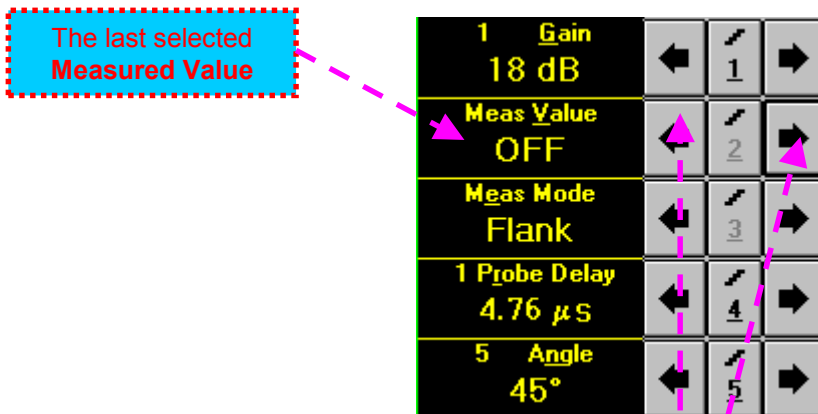 The last selected
Measured Value
1 Gain
18 dB
1
Meas Value
OFF
2
Meas Mode
Flank
3
1 Probe Delay
4.76 µs
4
5 Angle
45°
5